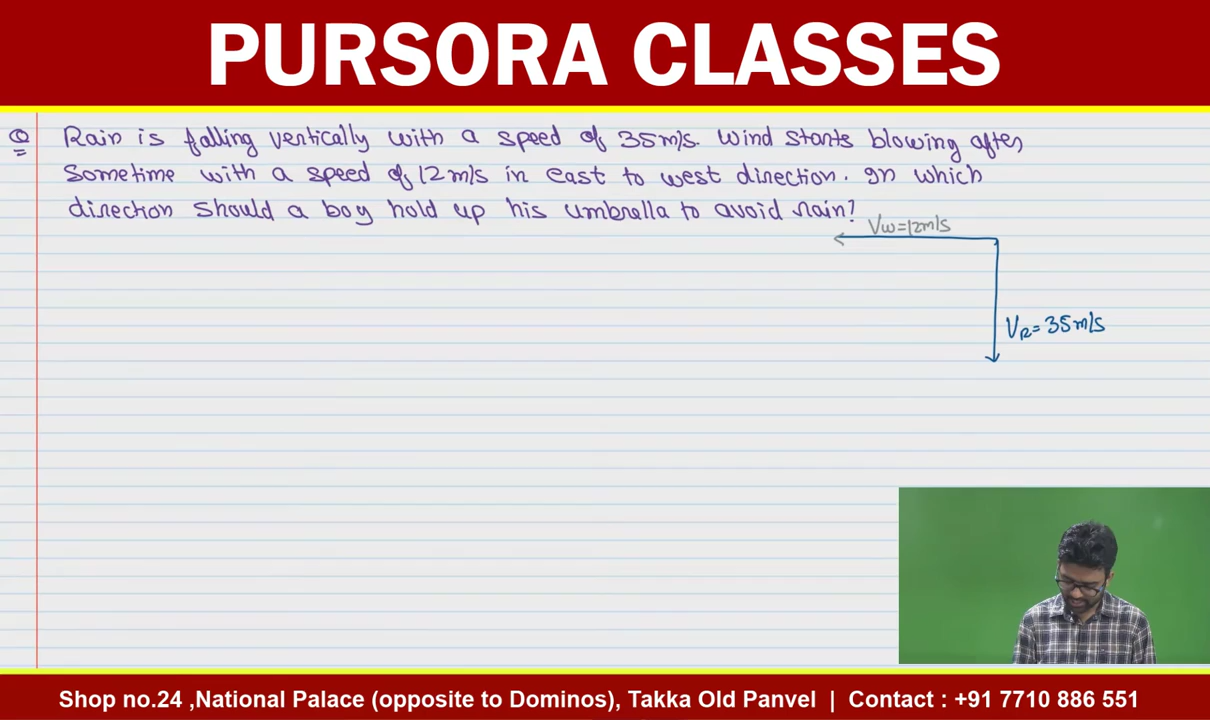 PURSORA CLASSES
Q Rain is falling vertically with a speed of 35m/s. Wind starts blowing after
Sometime with a speed of 12m/s in east to west direction. In which
direction should a boy hold up his umbrella to avoid rain?
Vw=12m/s
VR=35m/s
Shop no.24 ,National Palace (opposite to Dominos), Takka Old Panvel | Contact : +91 7710 886 551